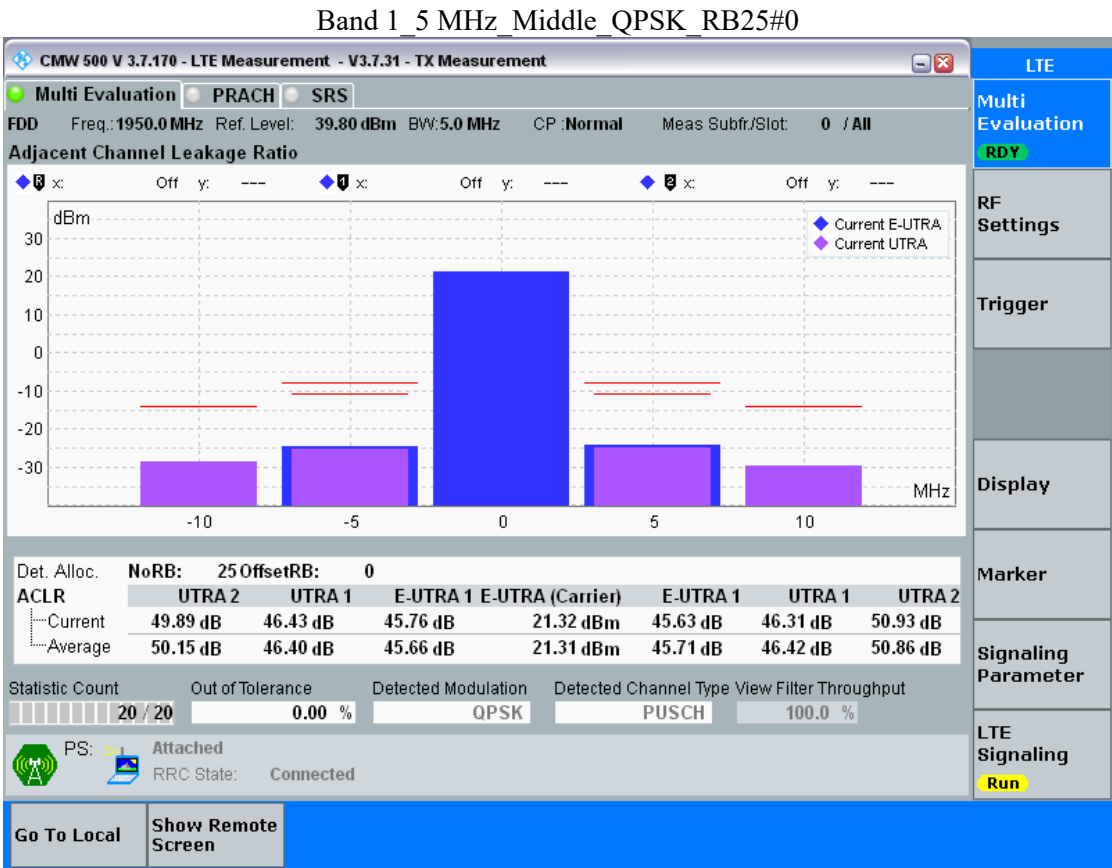 Band 1_5 MHz_Middle_QPSK_RB25#0
CMW 500 V 3.7.170 - LTE Measurement - V3.7.31 - TX Measurement
LTE
Multi Evaluation PRACH SRS
FDD Freq.: 1950.0 MHz Ref. Level: 39.80 dBm BW: 5.0 MHz CP : Normal Meas Subfr./Slot: 0 / All
Adjacent Channel Leakage Ratio
R x: Off y: --- 1 x: Off y: --- 2 x: Off y: ---
dBm
Current E-UTRA
Current UTRA
30
20
10
0
-10
-20
-30
MHz
-10 -5 0 5 10
Det. Alloc. NoRB: 25 OffsetRB: 0
ACLR UTRA 2 UTRA 1 E-UTRA 1 E-UTRA (Carrier) E-UTRA 1 UTRA 1 UTRA 2
Current 49.89 dB 46.43 dB 45.76 dB 21.32 dBm 45.63 dB 46.31 dB 50.93 dB
Average 50.15 dB 46.40 dB 45.66 dB 21.31 dBm 45.71 dB 46.42 dB 50.86 dB
Statistic Count Out of Tolerance Detected Modulation Detected Channel Type View Filter Throughput
20 / 20 0.00 % QPSK PUSCH 100.0 %
PS: Attached
RRC State: Connected
Multi
Evaluation
RDY
RF
Settings
Trigger
Display
Marker
Signaling
Parameter
LTE
Signaling
Run
Go To Local
Show Remote
Screen